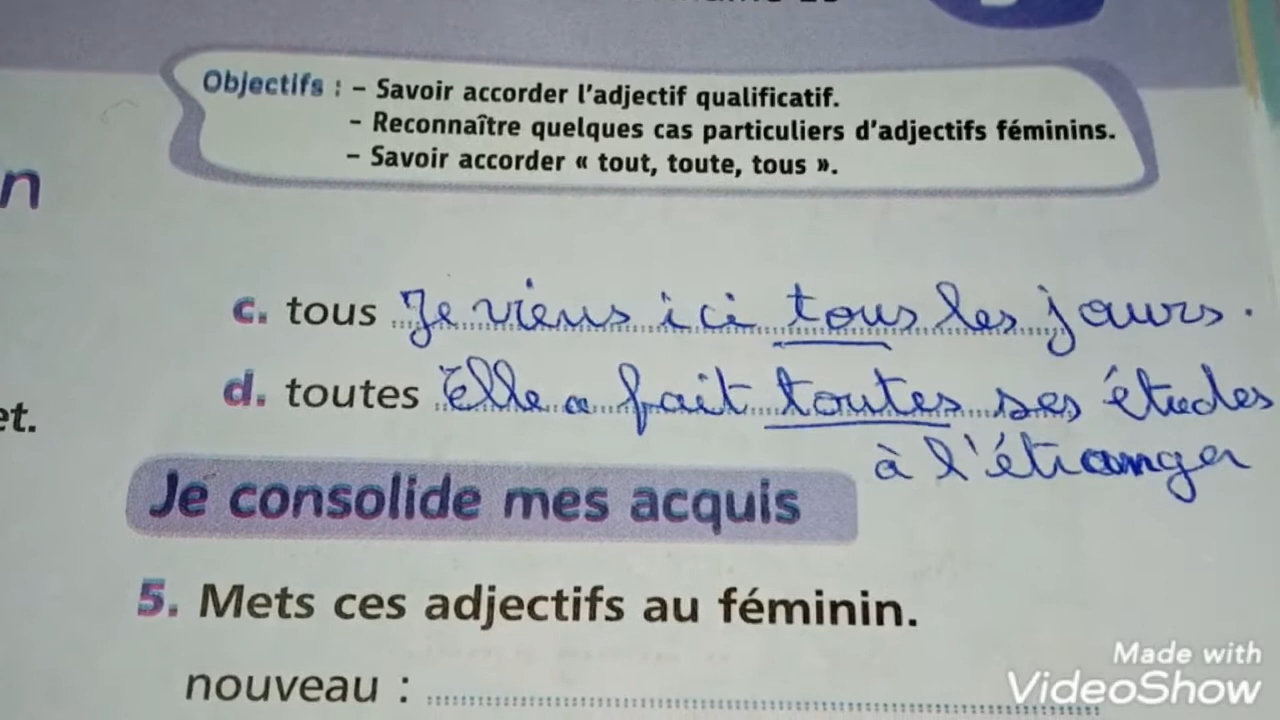 Objectifs : – Savoir accorder l'adjectif qualificatif.
– Reconnaître quelques cas particuliers d'adjectifs féminins.
– Savoir accorder « tout, toute, tous ».
n
c. tous Je viens ici tous les jours.
d. toutes Elle a fait toutes ses études
à l'étranger
et.
Je consolide mes acquis
5. Mets ces adjectifs au féminin.
nouveau :
Made with
VideoShow